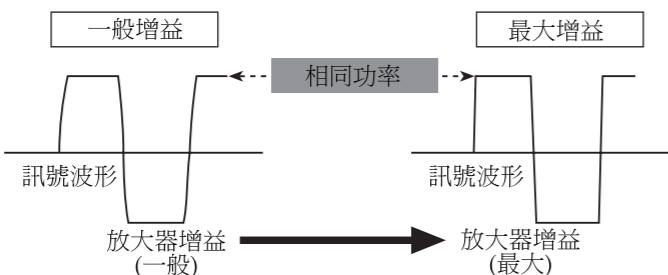 一般增益
最大增益
相同功率
訊號波形
訊號波形
放大器增益
(一般)
放大器增益
(最大)